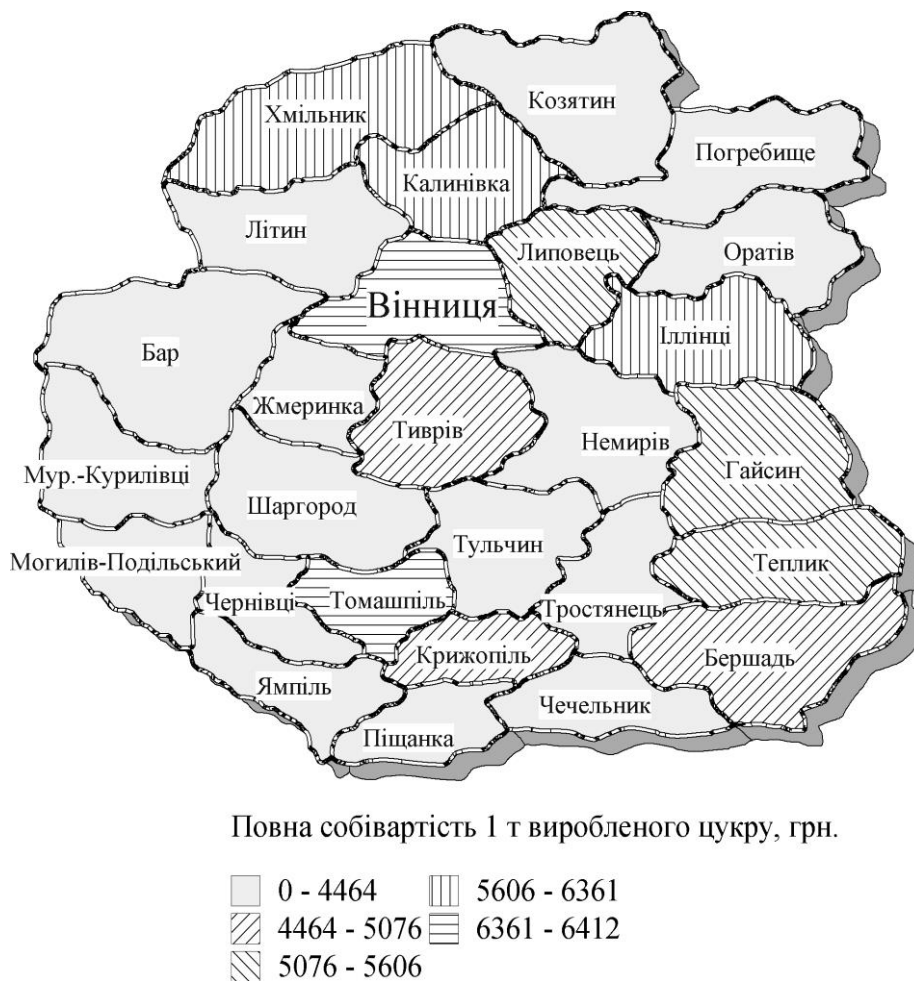 Козятин
Хмільник
Погребище
Калинівка
Літин
Липовець
Оратів
Вінниця
Іллінці
Бар
Жмеринка
Тиврів
Немирів
Гайсин
Мур.-Курилівці
Шаргород
Тульчин
Могилів-Подільський
Теплик
Чернівці
Томашпіль
Тростянець
Крижопіль
Бершадь
Ямпіль
Чечельник
Піщанка
Повна собівартість 1 т виробленого цукру, грн.
0 - 4464
5606 - 6361
4464 - 5076
6361 - 6412
5076 - 5606